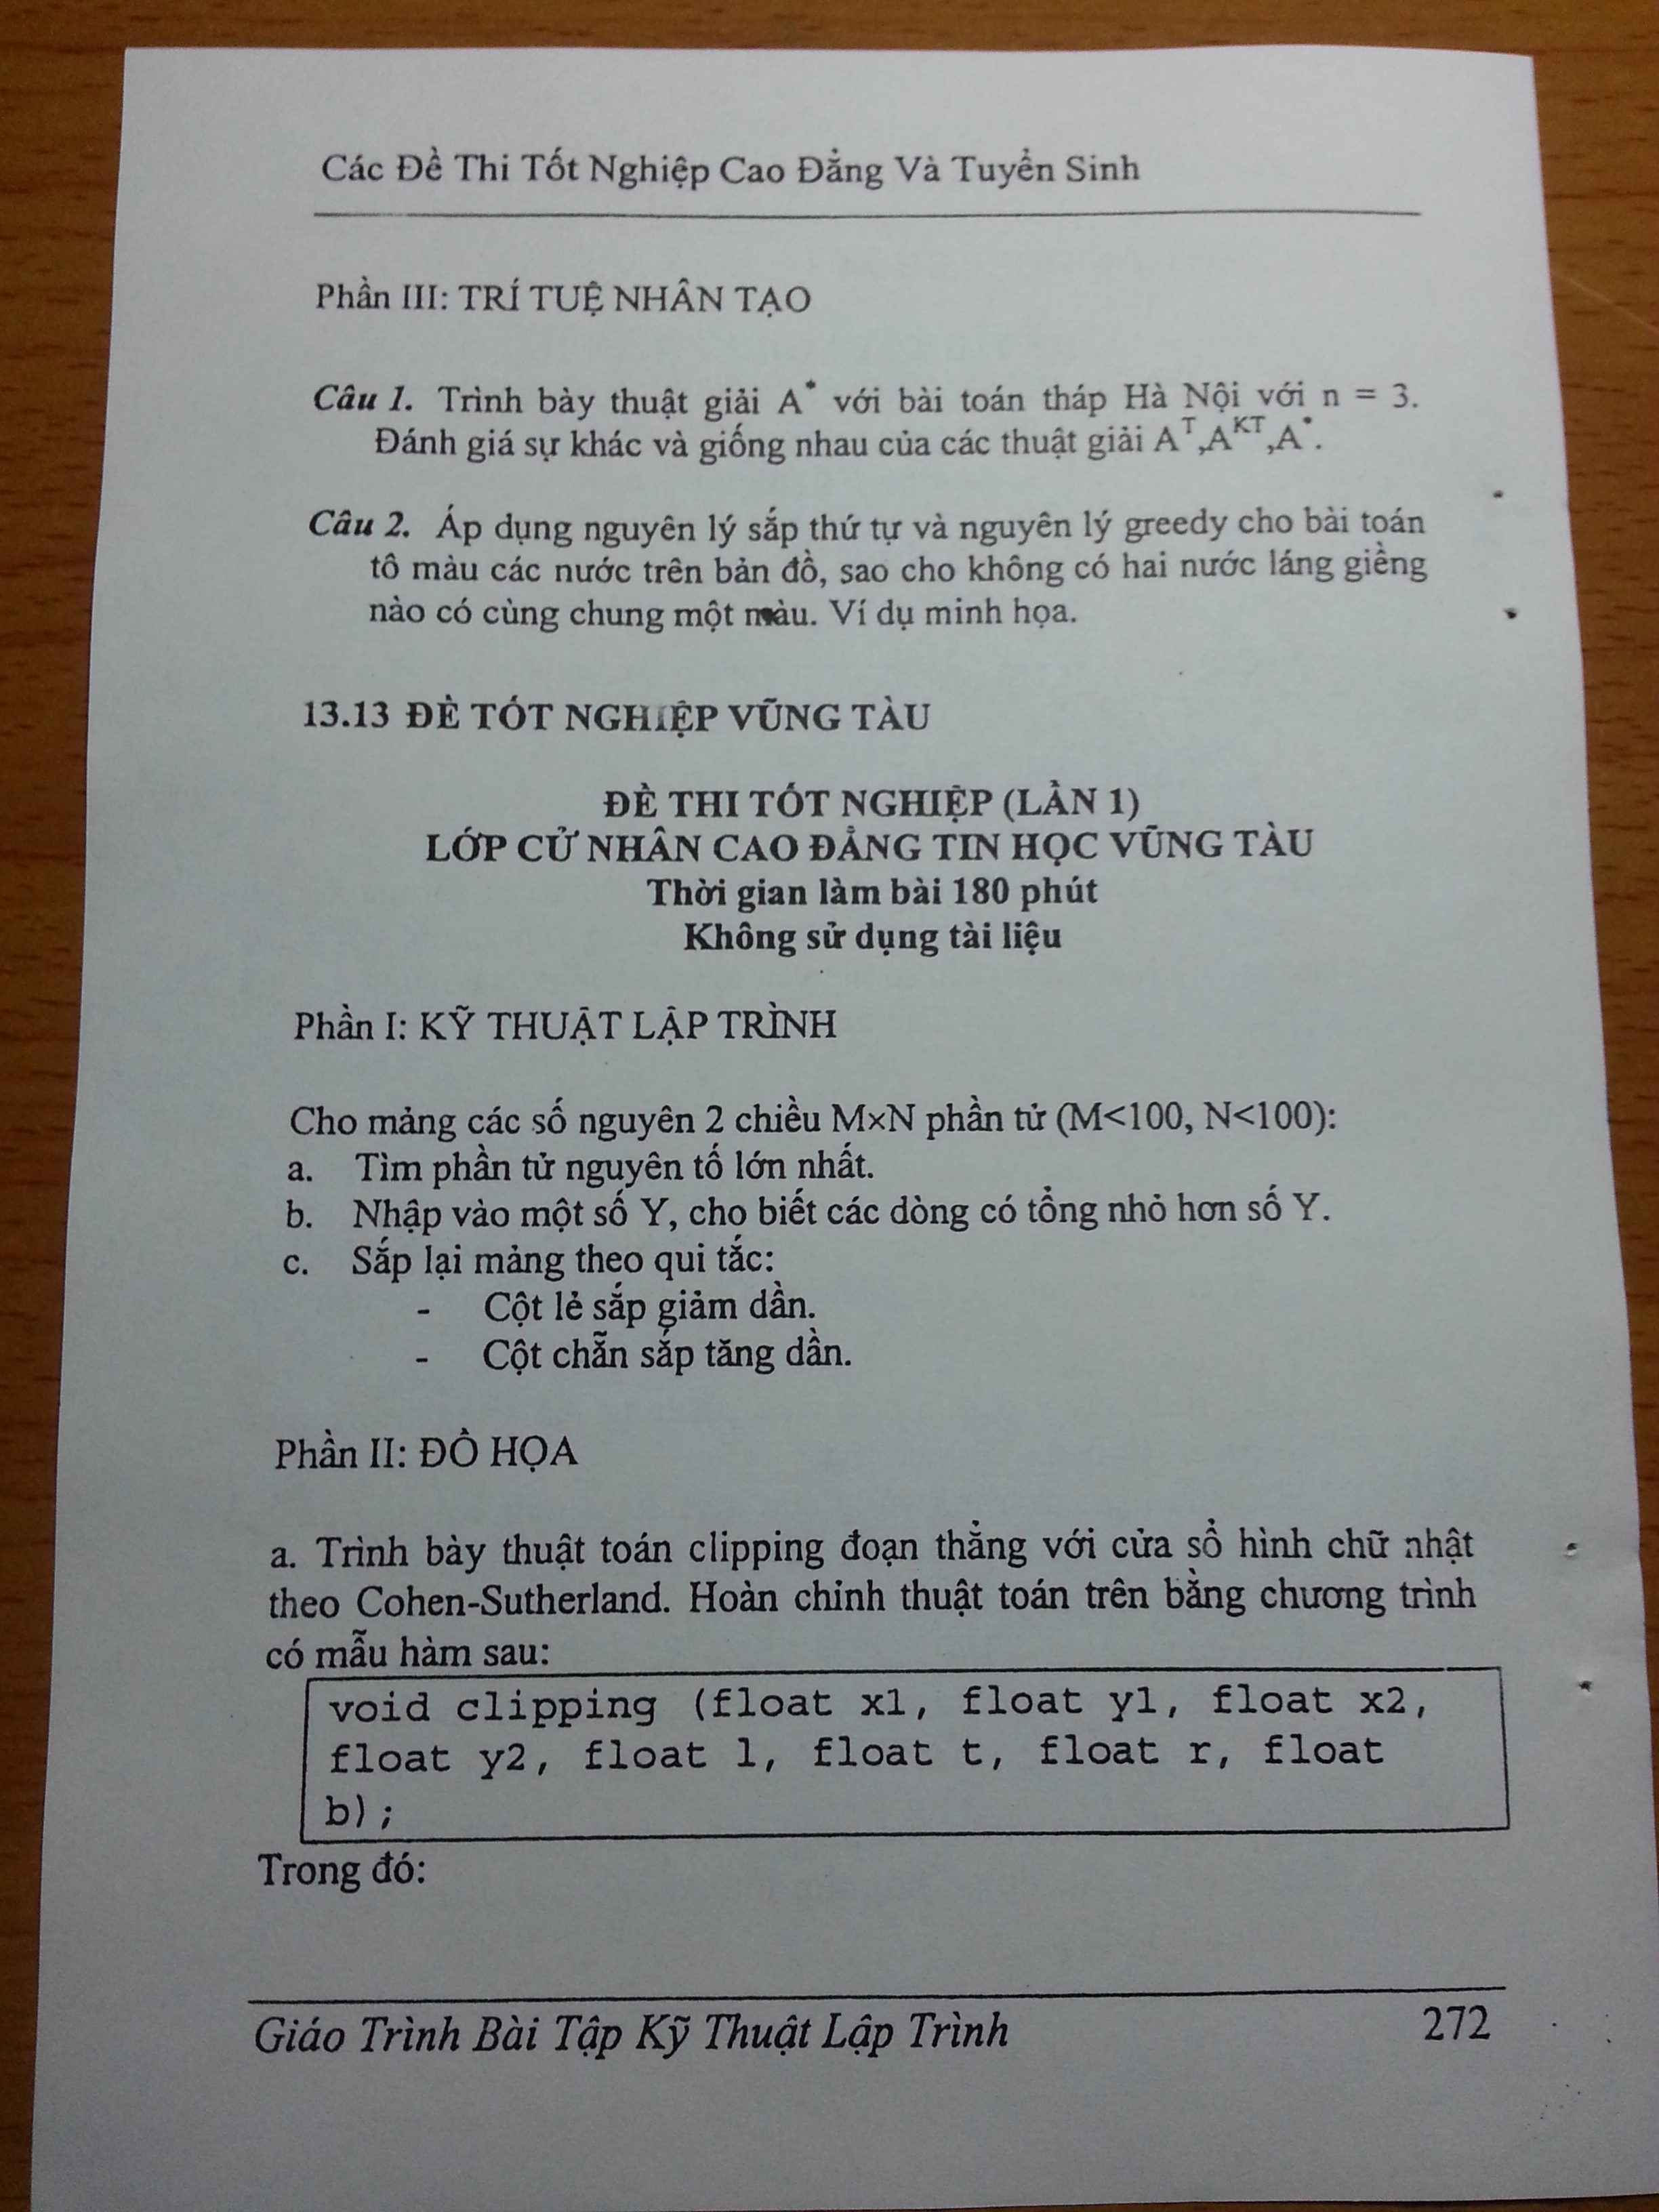 Các Đề Thi Tốt Nghiệp Cao Đẳng Và Tuyển Sinh
Phần III: TRÍ TUỆ NHÂN TẠO
Câu 1. Trình bày thuật giải A* với bài toán tháp Hà Nội với n = 3.
Đánh giá sự khác và giống nhau của các thuật giải Aᵀ,Aᴷᵀ,A*.
Câu 2. Áp dụng nguyên lý sắp thứ tự và nguyên lý greedy cho bài toán
tô màu các nước trên bản đồ, sao cho không có hai nước láng giềng
nào có cùng chung một màu. Ví dụ minh họa.
13.13 ĐỀ TỐT NGHIỆP VŨNG TÀU
ĐỀ THI TỐT NGHIỆP (LẦN 1)
LỚP CỬ NHÂN CAO ĐẲNG TIN HỌC VŨNG TÀU
Thời gian làm bài 180 phút
Không sử dụng tài liệu
Phần I: KỸ THUẬT LẬP TRÌNH
Cho mảng các số nguyên 2 chiều M×N phần tử (M<100, N<100):
a. Tìm phần tử nguyên tố lớn nhất.
b. Nhập vào một số Y, cho biết các dòng có tổng nhỏ hơn số Y.
c. Sắp lại mảng theo qui tắc:
- Cột lẻ sắp giảm dần.
- Cột chẵn sắp tăng dần.
Phần II: ĐỒ HỌA
a. Trình bày thuật toán clipping đoạn thẳng với cửa sổ hình chữ nhật
theo Cohen-Sutherland. Hoàn chỉnh thuật toán trên bằng chương trình
có mẫu hàm sau:
void clipping (float x1, float y1, float x2,
float y2, float l, float t, float r, float
b);
Trong đó:
Giáo Trình Bài Tập Kỹ Thuật Lập Trình 272